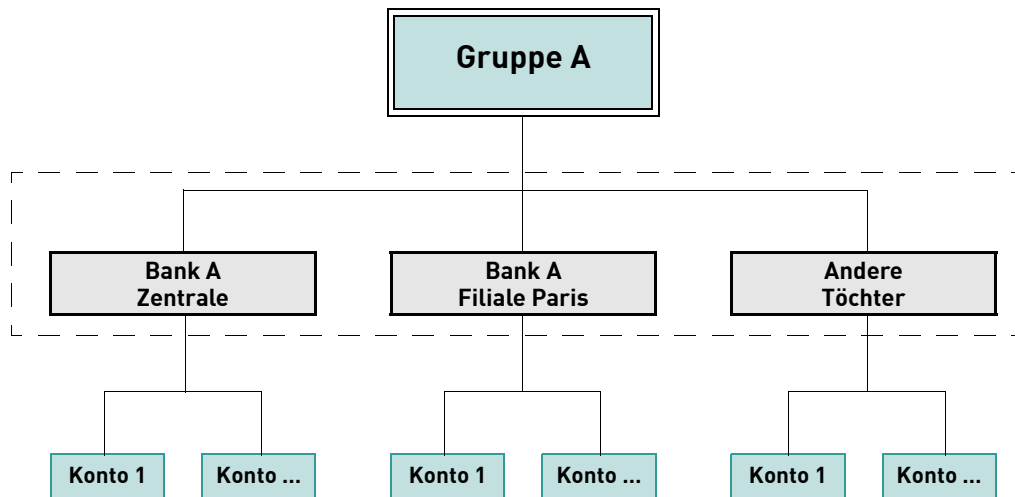 Gruppe A
Bank A
Zentrale
Bank A
Filiale Paris
Andere
Töchter
Konto 1
Konto ...
Konto 1
Konto ...
Konto 1
Konto ...